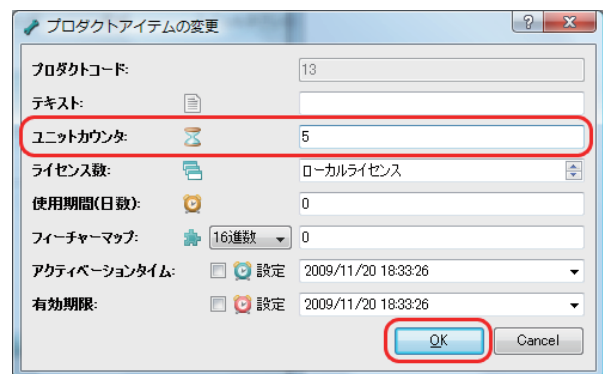 プロダクトアイテムの変更
プロダクトコード: 13
テキスト:
ユニットカウンタ: 5
ライセンス数: ローカルライセンス
使用期間(日数): 0
フィーチャーマップ: 16進数 0
アクティベーションタイム: 設定 2009/11/20 18:33:26
有効期限: 設定 2009/11/20 18:33:26
OK Cancel